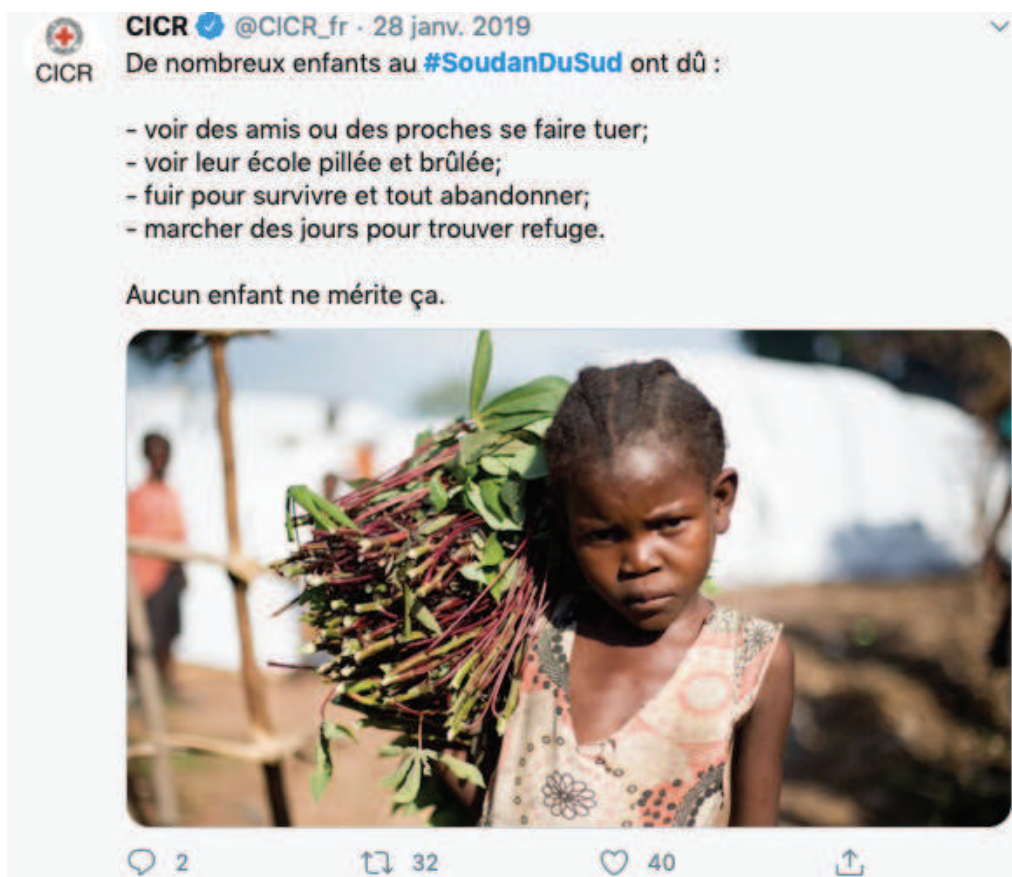 CICR @CICR_fr · 28 janv. 2019
CICR
De nombreux enfants au #SoudanDuSud ont dû :
- voir des amis ou des proches se faire tuer;
- voir leur école pillée et brûlée;
- fuir pour survivre et tout abandonner;
- marcher des jours pour trouver refuge.
Aucun enfant ne mérite ça.
2 32 40